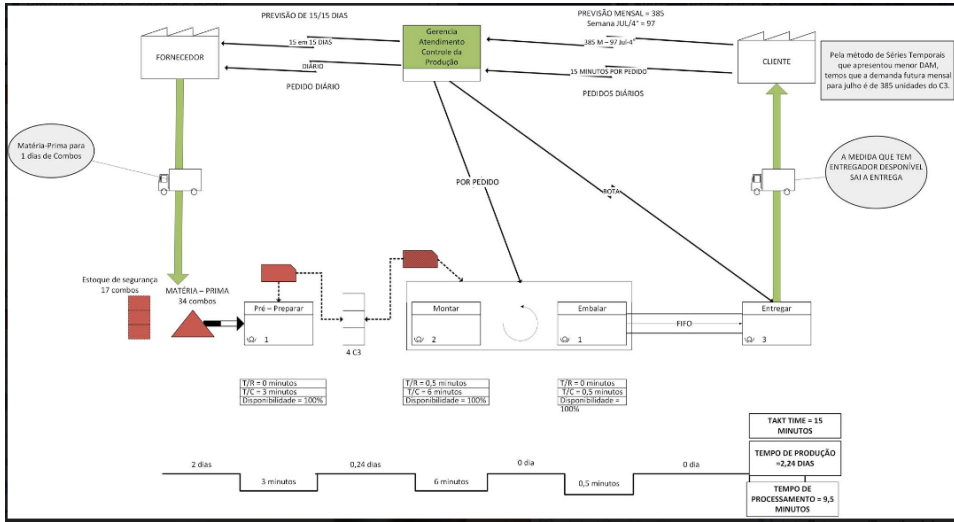 PREVISÃO DE 15/15 DIAS
PREVISÃO MENSAL = 385
Semana JUL/4ª = 97
FORNECEDOR
15 em 15 DIAS
DIÁRIO
PEDIDO DIÁRIO
Gerencia
Atendimento
Controle da
Produção
385 M – 97 Jul-4ª
15 MINUTOS POR PEDIDO
PEDIDOS DIÁRIOS
CLIENTE
Pela método de Séries Temporais
que apresentou menor DAM,
temos que a demanda futura mensal
para julho é de 385 unidades do C3.
Matéria-Prima para
1 dias de Combos
A MEDIDA QUE TEM
ENTREGADOR DISPONÍVEL
SAI A ENTREGA
POR PEDIDO
ROTA
Estoque de segurança
17 combos
MATÉRIA – PRIMA
34 combos
Pré – Preparar
1
4 C3
Montar
2
Embalar
1
FIFO
Entregar
3
T/R = 0 minutos
T/C = 3 minutos
Disponibilidade = 100%
T/R = 0,5 minutos
T/C = 6 minutos
Disponibilidade = 100%
T/R = 0 minutos
T/C = 0,5 minutos
Disponibilidade =
100%
TAKT TIME = 15
MINUTOS
TEMPO DE PRODUÇÃO
=2,24 DIAS
TEMPO DE
PROCESSAMENTO = 9,5
MINUTOS
2 dias
3 minutos
0,24 dias
6 minutos
0 dia
0,5 minutos
0 dia